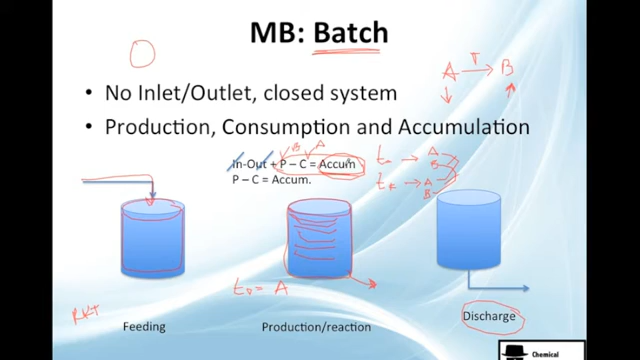 MB: Batch
A → B
• No Inlet/Outlet, closed system
• Production, Consumption and Accumulation
B A
In-Out + P – C = Accum
P – C = Accum.
A
B
A
B
RXT
Feeding
Production/reaction
Discharge
Chemical